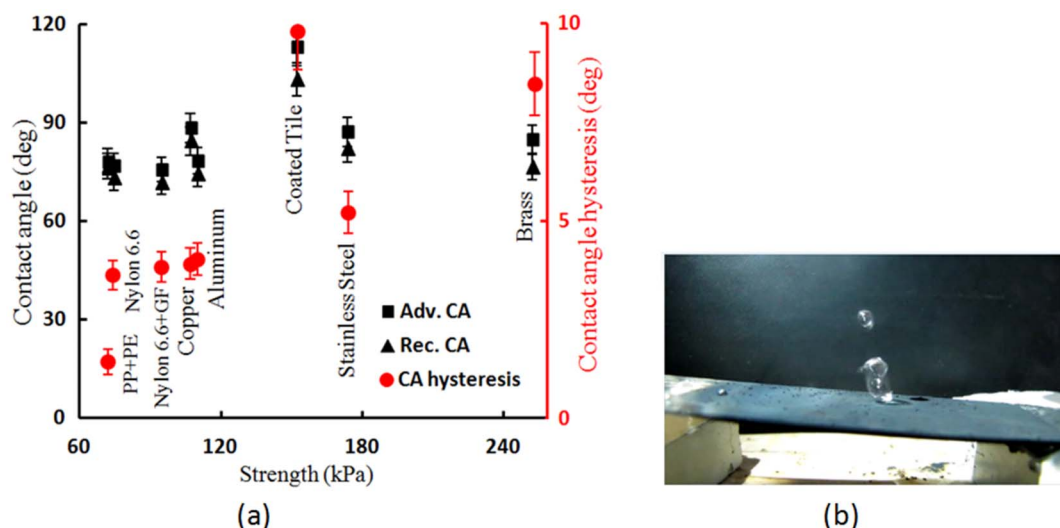 120
90
60
30
0
Contact angle (deg)
10
5
0
Contact angle hysteresis (deg)
60
120
180
240
Strength (kPa)
PP+PE
Nylon 6.6
Nylon 6.6+GF
Copper
Aluminum
Coated Tile
Stainless Steel
Brass
Adv. CA
Rec. CA
CA hysteresis
(a)
(b)